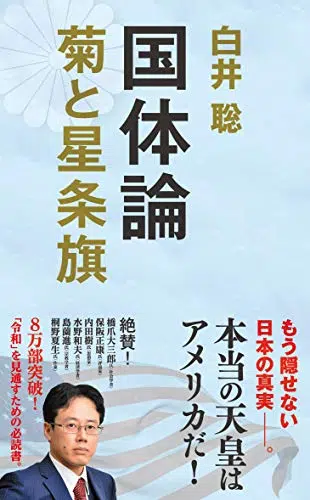 白井 聡
国体論
菊と星条旗
もう隠せない
日本の真実――。
本当の天皇は
アメリカだ!
絶賛!
橋爪大三郎氏
保阪正康氏
内田樹氏
水野和夫氏
島薗進氏
桐野夏生氏
8万部突破!
「令和」を見通すための必読書。